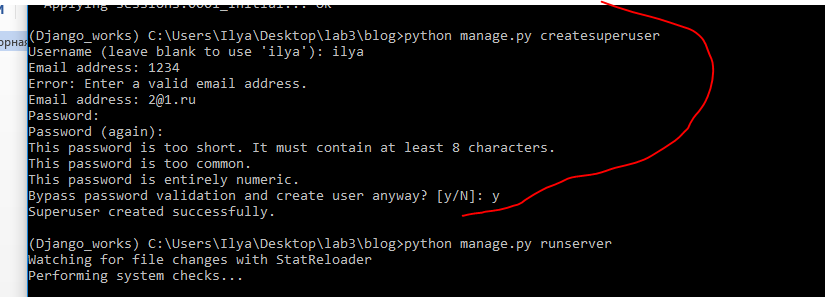 Applying sessions.0001_initial... OK
(Django_works) C:\Users\Ilya\Desktop\lab3\blog>python manage.py createsuperuser
Username (leave blank to use 'ilya'): ilya
Email address: 1234
Error: Enter a valid email address.
Email address: 2@1.ru
Password:
Password (again):
This password is too short. It must contain at least 8 characters.
This password is too common.
This password is entirely numeric.
Bypass password validation and create user anyway? [y/N]: y
Superuser created successfully.
(Django_works) C:\Users\Ilya\Desktop\lab3\blog>python manage.py runserver
Watching for file changes with StatReloader
Performing system checks...